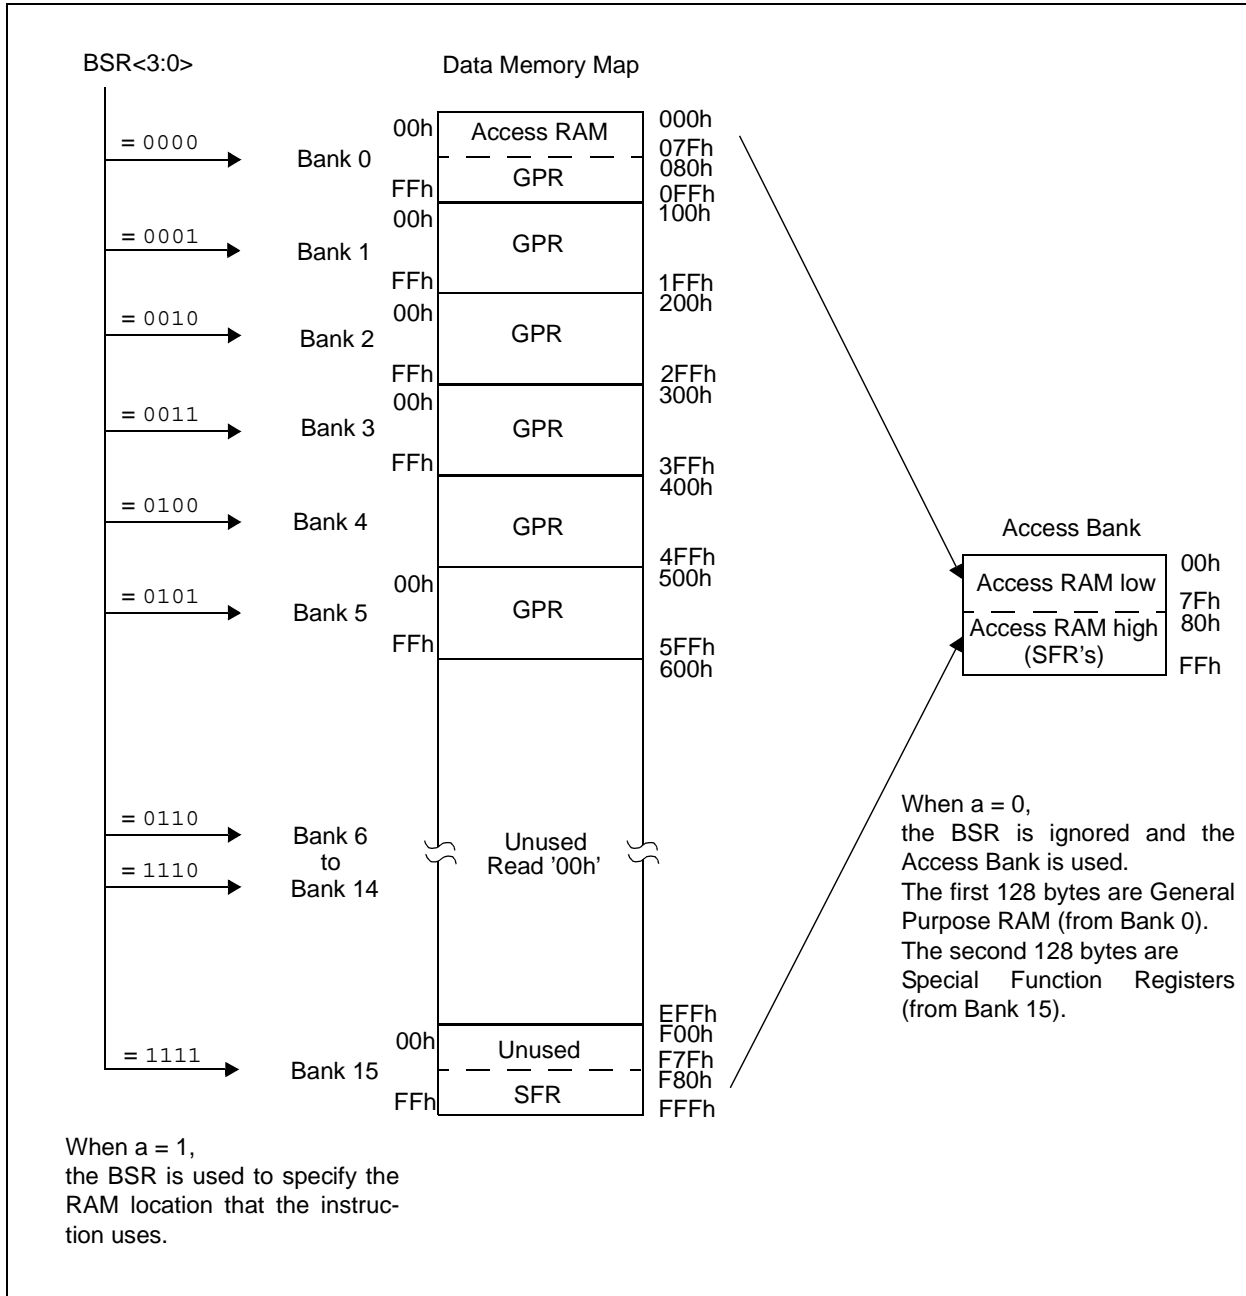 BSR<3:0>
Data Memory Map
= 0000
Bank 0
00h
Access RAM
000h
07Fh
080h
GPR
FFh
0FFh
= 0001
Bank 1
00h
100h
GPR
FFh
1FFh
= 0010
Bank 2
00h
200h
GPR
FFh
2FFh
= 0011
Bank 3
00h
300h
GPR
FFh
3FFh
= 0100
Bank 4
400h
GPR
4FFh
= 0101
Bank 5
00h
500h
GPR
FFh
5FFh
600h
= 0110
Bank 6
to
= 1110
Bank 14
Unused
Read '00h'
EFFh
F00h
= 1111
Bank 15
00h
Unused
F7Fh
F80h
SFR
FFh
FFFh
Access Bank
Access RAM low
00h
7Fh
Access RAM high
(SFR's)
80h
FFh
When a = 0,
the BSR is ignored and the
Access Bank is used.
The first 128 bytes are General
Purpose RAM (from Bank 0).
The second 128 bytes are
Special Function Registers
(from Bank 15).
When a = 1,
the BSR is used to specify the
RAM location that the instruc-
tion uses.